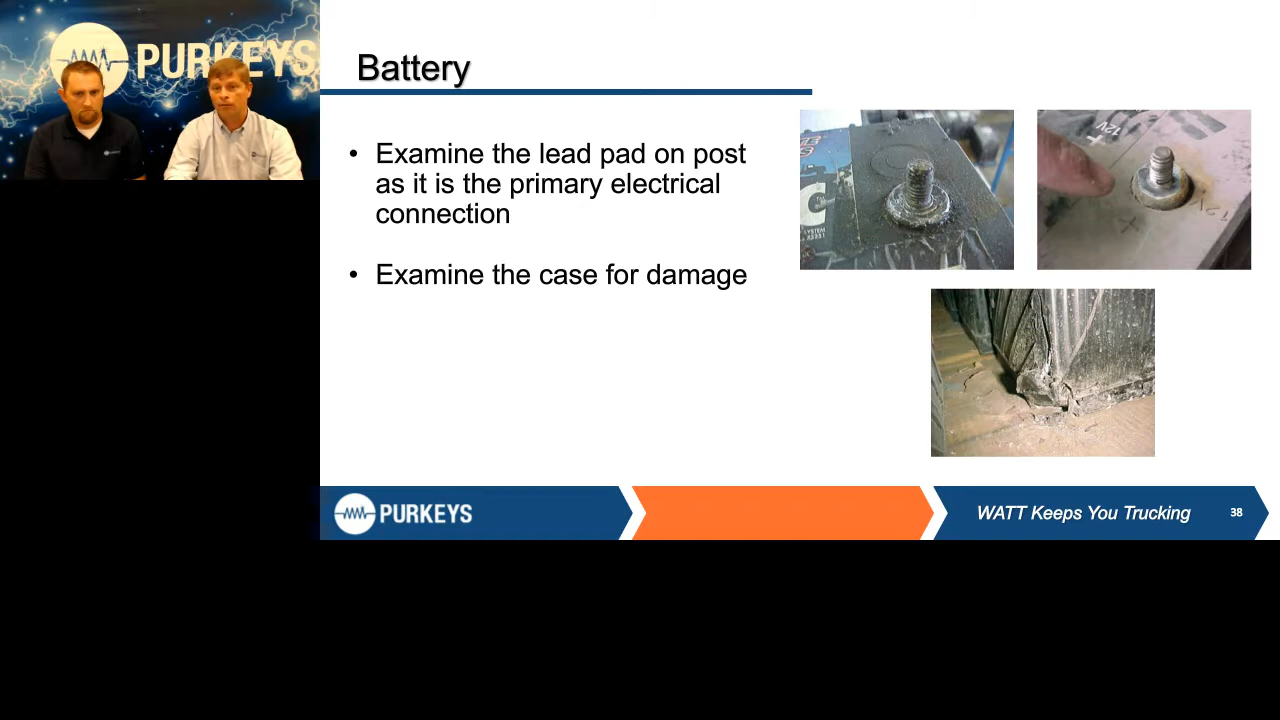 PURKEYS
Battery
• Examine the lead pad on post
as it is the primary electrical
connection
• Examine the case for damage
12V
PURKEYS
WATT Keeps You Trucking
38